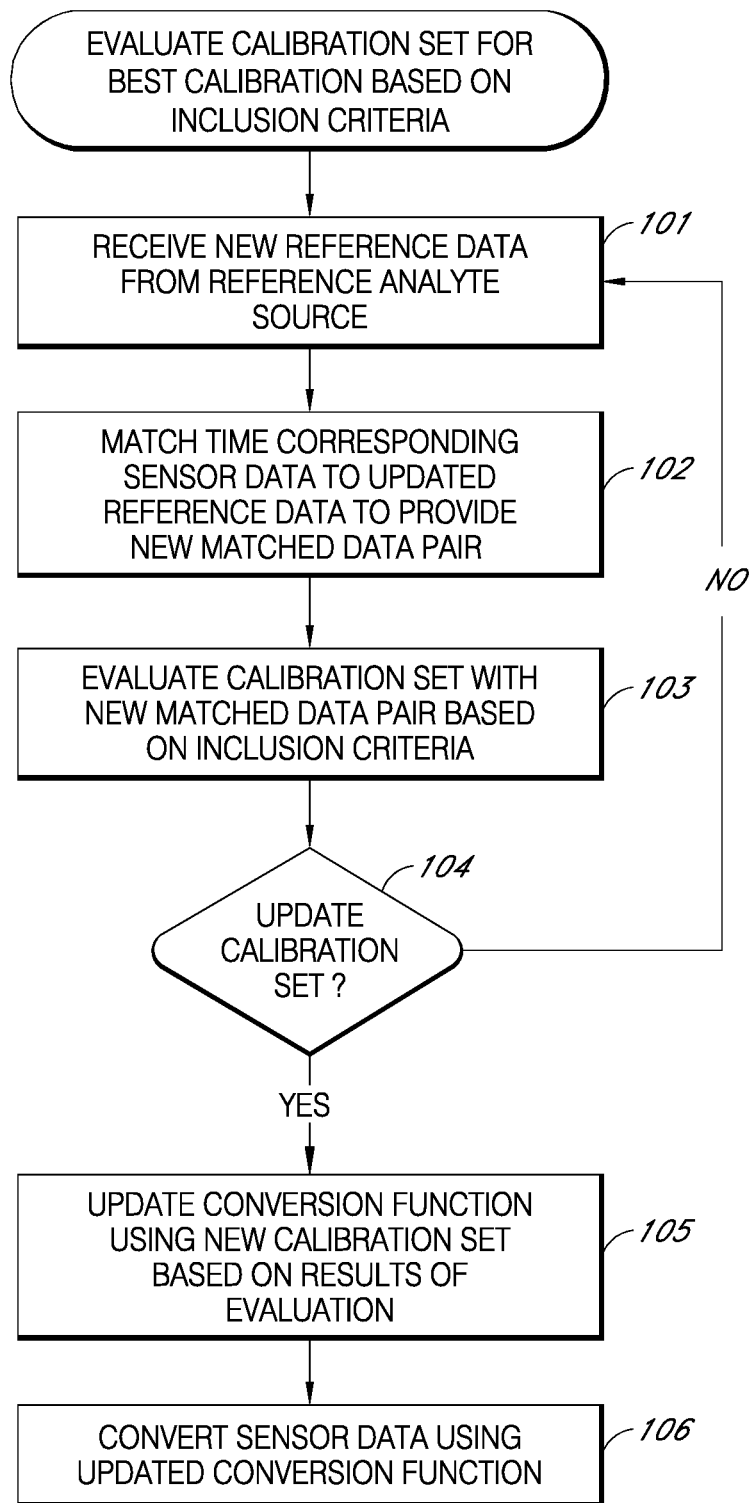 EVALUATE CALIBRATION SET FOR
BEST CALIBRATION BASED ON
INCLUSION CRITERIA
101
RECEIVE NEW REFERENCE DATA
FROM REFERENCE ANALYTE
SOURCE
102
MATCH TIME CORRESPONDING
SENSOR DATA TO UPDATED
REFERENCE DATA TO PROVIDE
NEW MATCHED DATA PAIR
NO
103
EVALUATE CALIBRATION SET WITH
NEW MATCHED DATA PAIR BASED
ON INCLUSION CRITERIA
104
UPDATE
CALIBRATION
SET ?
YES
105
UPDATE CONVERSION FUNCTION
USING NEW CALIBRATION SET
BASED ON RESULTS OF
EVALUATION
106
CONVERT SENSOR DATA USING
UPDATED CONVERSION FUNCTION